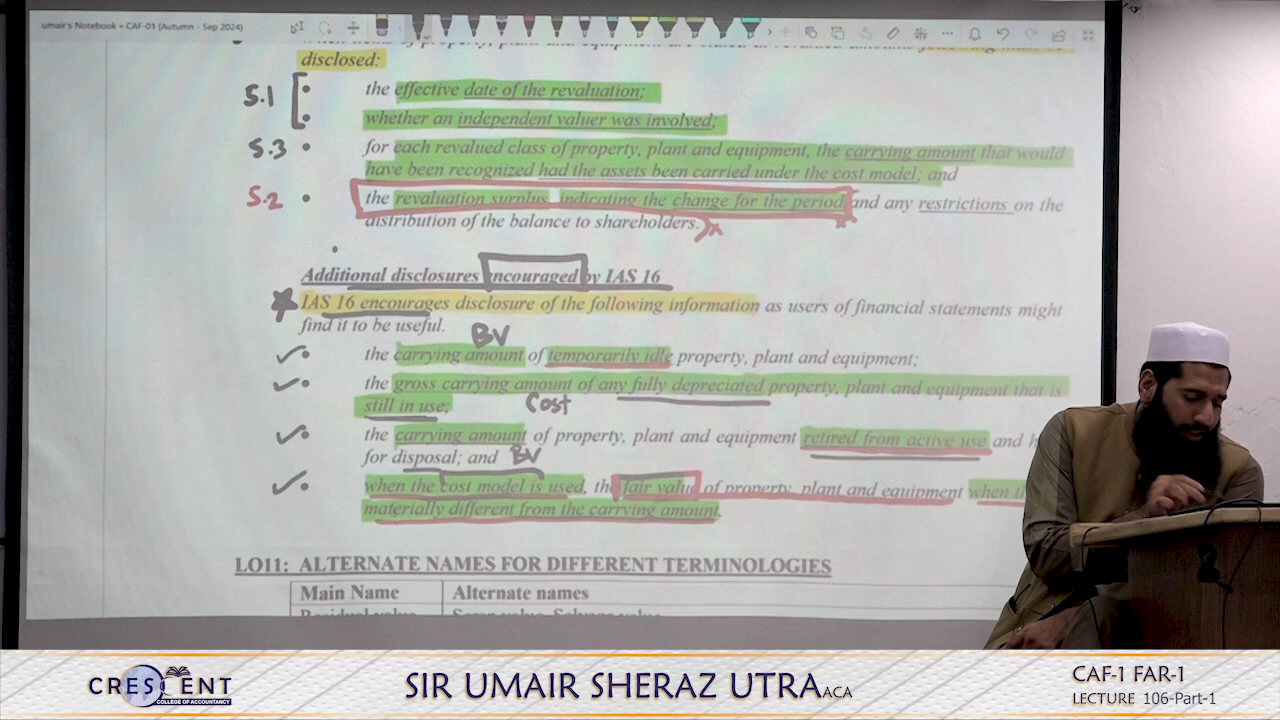 umair's Notebook » CAF-01 (Autumn - Sep 2024)
disclosed:
S.1
• the effective date of the revaluation;
• whether an independent valuer was involved;
S.3 • for each revalued class of property, plant and equipment, the carrying amount that would
have been recognized had the assets been carried under the cost model; and
S.2 • the revaluation surplus indicating the change for the period and any restrictions on the
distribution of the balance to shareholders.
Additional disclosures encouraged by IAS 16
IAS 16 encourages disclosure of the following information as users of financial statements might
find it to be useful.
BV
• the carrying amount of temporarily idle property, plant and equipment;
• the gross carrying amount of any fully depreciated property, plant and equipment that is
still in use;
Cost
• the carrying amount of property, plant and equipment retired from active use and
for disposal; and
BV
• when the cost model is used, the fair value of property, plant and equipment when
materially different from the carrying amount.
LO11: ALTERNATE NAMES FOR DIFFERENT TERMINOLOGIES
Main Name Alternate names
Residual value Scrap value, Salvage value
CRESCENT
COLLEGE OF ACCOUNTANCY
SIR UMAIR SHERAZ UTRA ACA
CAF-1 FAR-1
LECTURE 106-Part-1